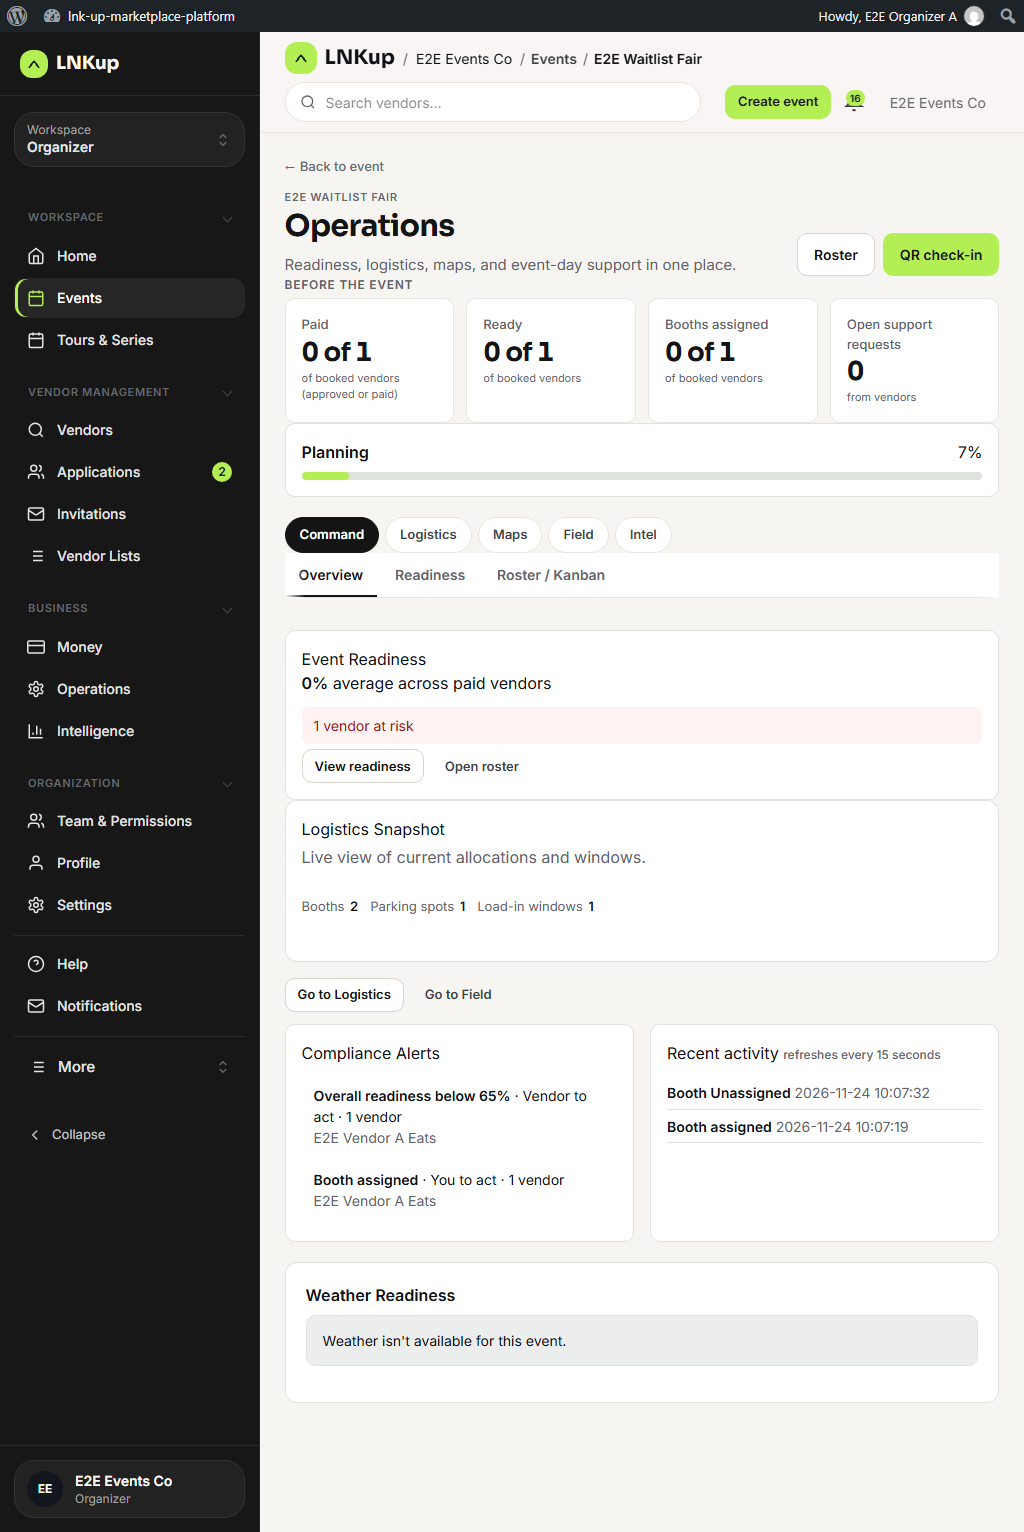 lnk-up-marketplace-platform
Howdy, E2E Organizer A
LNKup
Workspace
Organizer
WORKSPACE
Home
Events
Tours & Series
VENDOR MANAGEMENT
Vendors
Applications 2
Invitations
Vendor Lists
BUSINESS
Money
Operations
Intelligence
ORGANIZATION
Team & Permissions
Profile
Settings
Help
Notifications
More
Collapse
EE
E2E Events Co
Organizer
LNKup / E2E Events Co / Events / E2E Waitlist Fair
Search vendors...
Create event
16
E2E Events Co
← Back to event
E2E WAITLIST FAIR
Operations
Readiness, logistics, maps, and event-day support in one place.
Roster
QR check-in
BEFORE THE EVENT
Paid
0 of 1
of booked vendors
(approved or paid)
Ready
0 of 1
of booked vendors
Booths assigned
0 of 1
of booked vendors
Open support
requests
0
from vendors
Planning 7%
Command Logistics Maps Field Intel
Overview Readiness Roster / Kanban
Event Readiness
0% average across paid vendors
1 vendor at risk
View readiness Open roster
Logistics Snapshot
Live view of current allocations and windows.
Booths 2 Parking spots 1 Load-in windows 1
Go to Logistics Go to Field
Compliance Alerts
Overall readiness below 65% · Vendor to
act · 1 vendor
E2E Vendor A Eats
Booth assigned · You to act · 1 vendor
E2E Vendor A Eats
Recent activity refreshes every 15 seconds
Booth Unassigned 2026-11-24 10:07:32
Booth assigned 2026-11-24 10:07:19
Weather Readiness
Weather isn't available for this event.